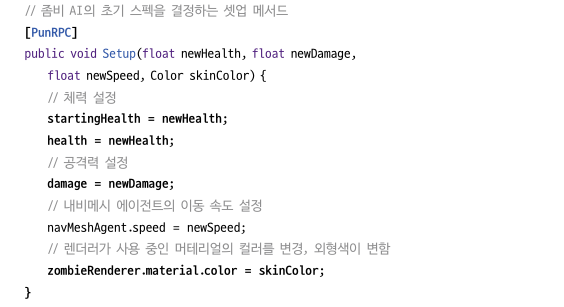 // 좀비 AI의 초기 스펙을 결정하는 셋업 메서드
[PunRPC]
public void Setup(float newHealth, float newDamage,
float newSpeed, Color skinColor) {
// 체력 설정
startingHealth = newHealth;
health = newHealth;
// 공격력 설정
damage = newDamage;
// 내비메시 에이전트의 이동 속도 설정
navMeshAgent.speed = newSpeed;
// 렌더러가 사용 중인 머테리얼의 컬러를 변경, 외형색이 변함
zombieRenderer.material.color = skinColor;
}